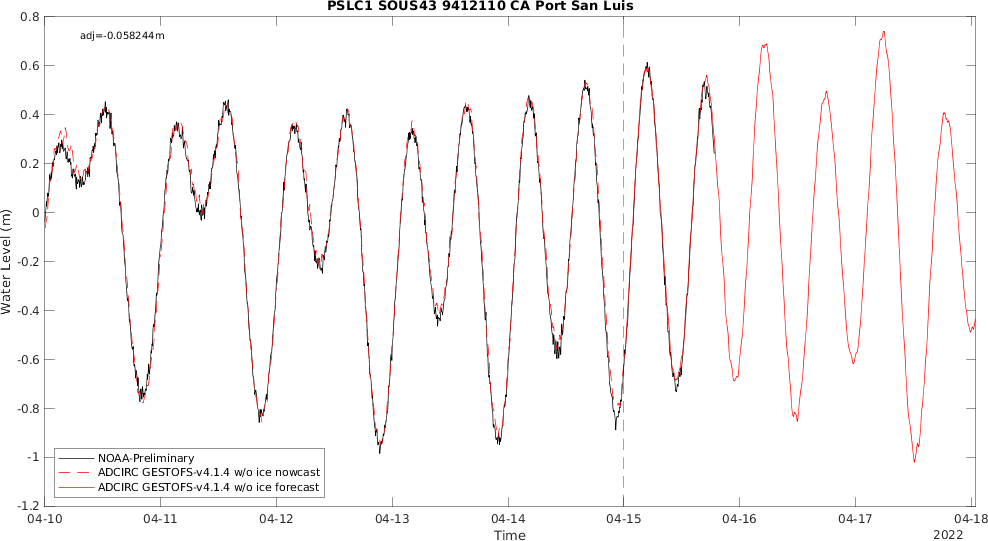 PSLC1 SOUS43 9412110 CA Port San Luis
adj=-0.058244m
0.8
0.6
0.4
0.2
0
-0.2
-0.4
-0.6
-0.8
-1
-1.2
Water Level (m)
NOAA-Preliminary
ADCIRC GESTOFS-v4.1.4 w/o ice nowcast
ADCIRC GESTOFS-v4.1.4 w/o ice forecast
04-10 04-11 04-12 04-13 04-14 04-15 04-16 04-17 04-18
Time
2022